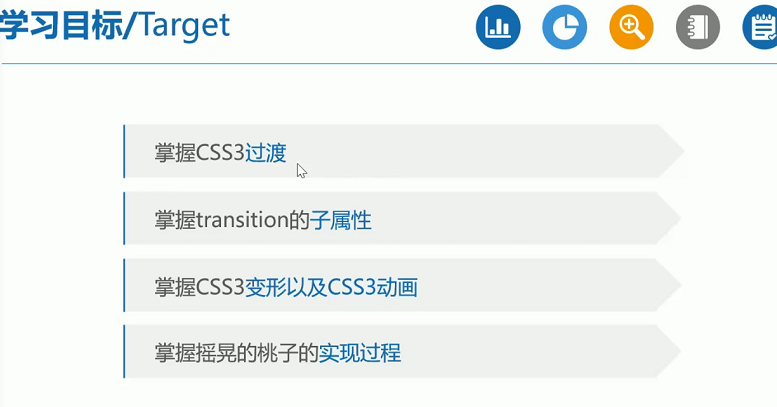 学习目标/Target
掌握CSS3过渡
掌握transition的子属性
掌握CSS3变形以及CSS3动画
掌握摇晃的桃子的实现过程